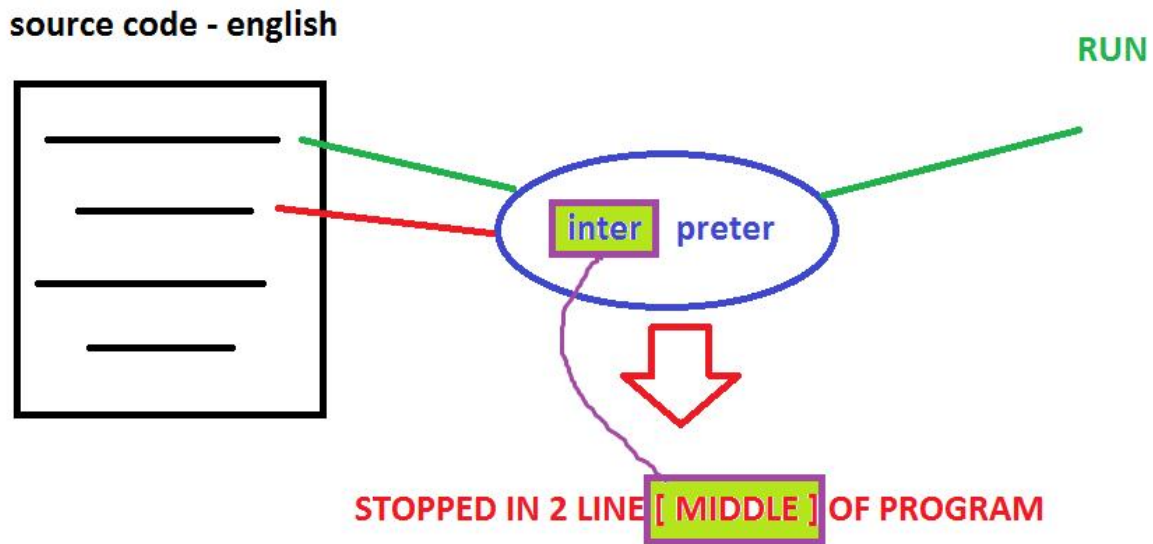 source code - english
RUN
inter preter
STOPPED IN 2 LINE [ MIDDLE ] OF PROGRAM